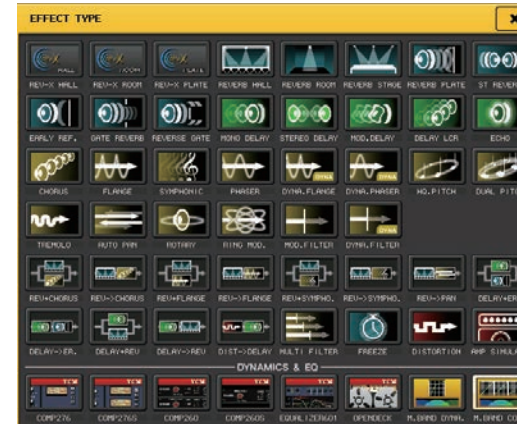 EFFECT TYPE
REV-X HALL REV-X ROOM REV-X PLATE REVERB HALL REVERB ROOM REVERB STAGE REVERB PLATE ST REVER
EARLY REF. GATE REVERB REVERSE GATE MONO DELAY STEREO DELAY MOD.DELAY DELAY LCR ECHO
CHORUS FLANGE SYMPHONIC PHASER DYNA.FLANGE DYNA.PHASER HQ.PITCH DUAL PIT
TREMOLO AUTO PAN ROTARY RING MOD. MOD.FILTER DYNA.FILTER
REV+CHORUS REV->CHORUS REV+FLANGE REV->FLANGE REV+SYMPHO. REV->SYMPHO. REV->PAN DELAY+ER
DELAY->ER. DELAY+REV DELAY->REV DIST->DELAY MULTI FILTER FREEZE DISTORTION AMP SIMULA
DYNAMICS & EQ
COMP276 COMP276S COMP260 COMP260S EQUALIZER601 OPENDECK M.BAND DYNA. M.BAND CO